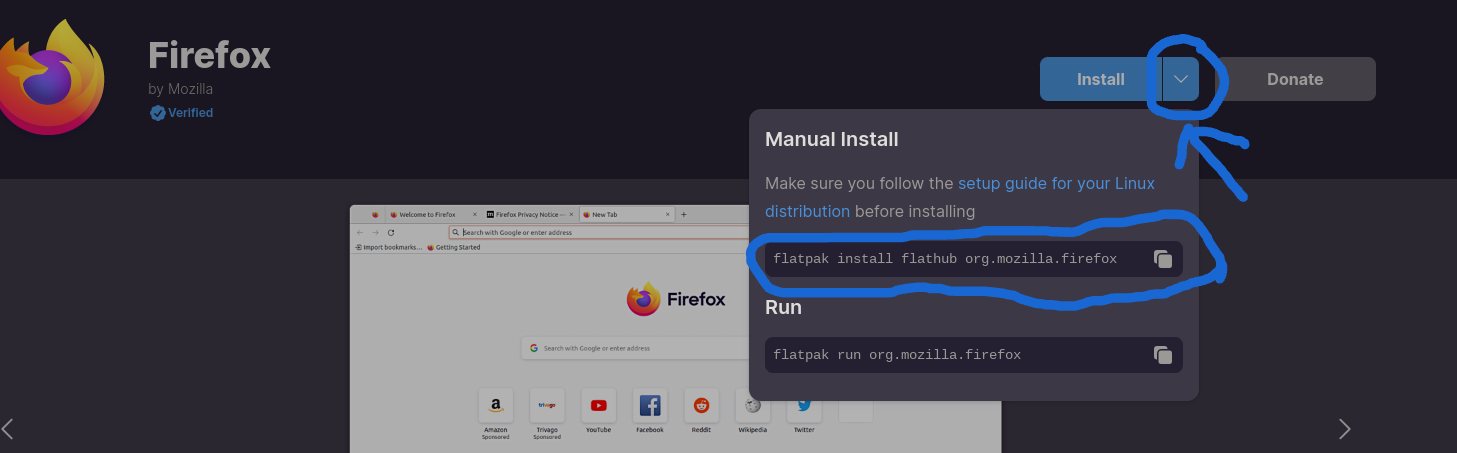 Firefox
by Mozilla
Verified
Install
Donate
Manual Install
Make sure you follow the setup guide for your Linux
distribution before installing
flatpak install flathub org.mozilla.firefox
Run
flatpak run org.mozilla.firefox
Welcome to Firefox
Firefox Privacy Notice —
New Tab
Search with Google or enter address
Import bookmarks...
Getting Started
Firefox
Search with Google or enter address
a
trivago
Amazon
Sponsored
Trivago
Sponsored
YouTube
Facebook
Reddit
Wikipedia
Twitter